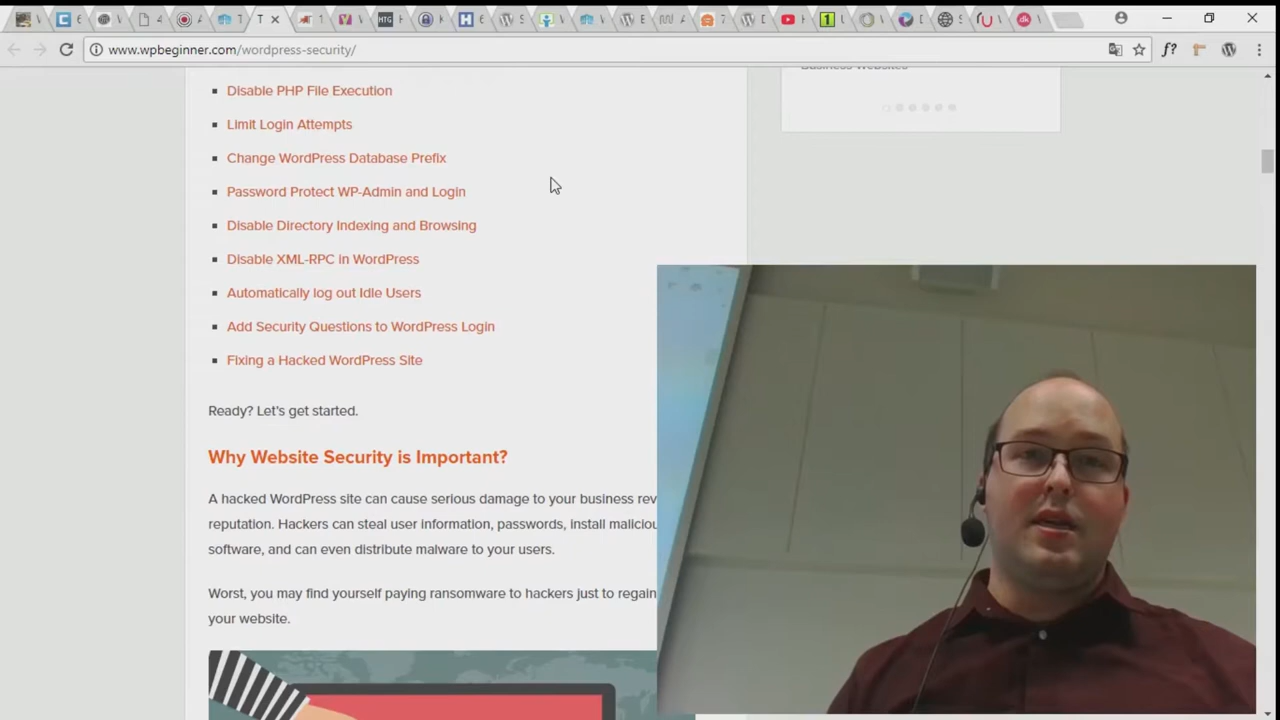 www.wpbeginner.com/wordpress-security/
Disable PHP File Execution
Limit Login Attempts
Change WordPress Database Prefix
Password Protect WP-Admin and Login
Disable Directory Indexing and Browsing
Disable XML-RPC in WordPress
Automatically log out Idle Users
Add Security Questions to WordPress Login
Fixing a Hacked WordPress Site
Ready? Let's get started.
Why Website Security is Important?
A hacked WordPress site can cause serious damage to your business rev
reputation. Hackers can steal user information, passwords, install maliciou
software, and can even distribute malware to your users.
Worst, you may find yourself paying ransomware to hackers just to regain
your website.